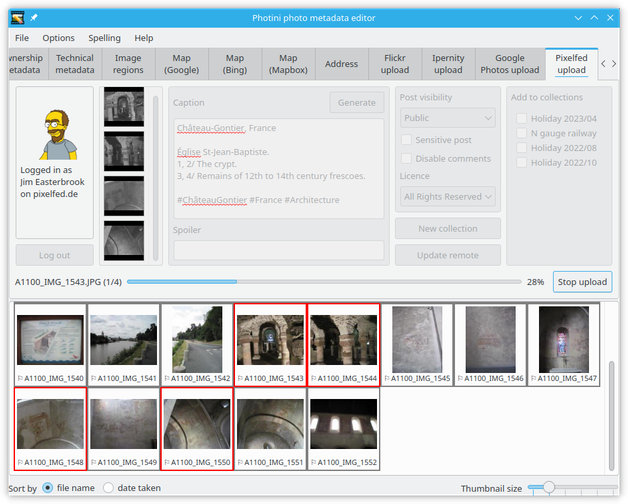 Photini photo metadata editor
File Options Spelling Help
wnership
etadata
Technical
metadata
Image
regions
Map
(Google)
Map
(Bing)
Map
(Mapbox)
Address
Flickr
upload
Ipernity
upload
Google
Photos upload
Pixelfed
upload
Logged in as
Jim Easterbrook
on pixelfed.de
Log out
Caption
Generate
Château-Gontier, France
Église St-Jean-Baptiste.
1, 2/ The crypt.
3, 4/ Remains of 12th to 14th century frescoes.
#ChâteauGontier #France #Architecture
Spoiler
Post visibility
Public
Sensitive post
Disable comments
Licence
All Rights Reserved
New collection
Update remote
Add to collections
Holiday 2023/04
N gauge railway
Holiday 2022/08
Holiday 2022/10
A1100_IMG_1543.JPG (1/4)
28%
Stop upload
A1100_IMG_1540
A1100_IMG_1541
A1100_IMG_1542
A1100_IMG_1543
A1100_IMG_1544
A1100_IMG_1545
A1100_IMG_1546
A1100_IMG_1547
A1100_IMG_1548
A1100_IMG_1549
A1100_IMG_1550
A1100_IMG_1551
A1100_IMG_1552
Sort by file name date taken
Thumbnail size